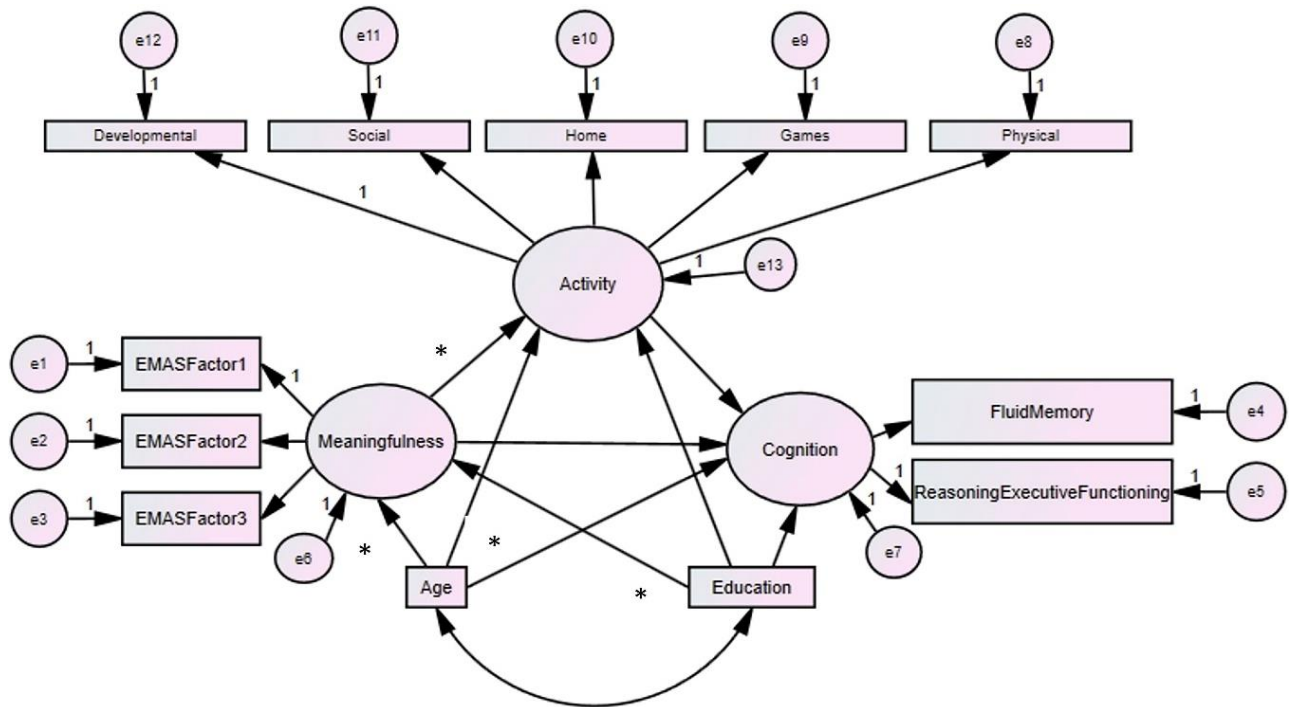 e12
e11
e10
e9
e8
1
1
1
1
1
Developmental
Social
Home
Games
Physical
1
Activity
1
e13
*
e1
1
EMASFactor1
1
e2
1
EMASFactor2
Meaningfulness
e3
1
EMASFactor3
1
e6
*
*
Cognition
FluidMemory
1
e4
1
ReasoningExecutiveFunctioning
1
e5
1
e7
Age
*
Education